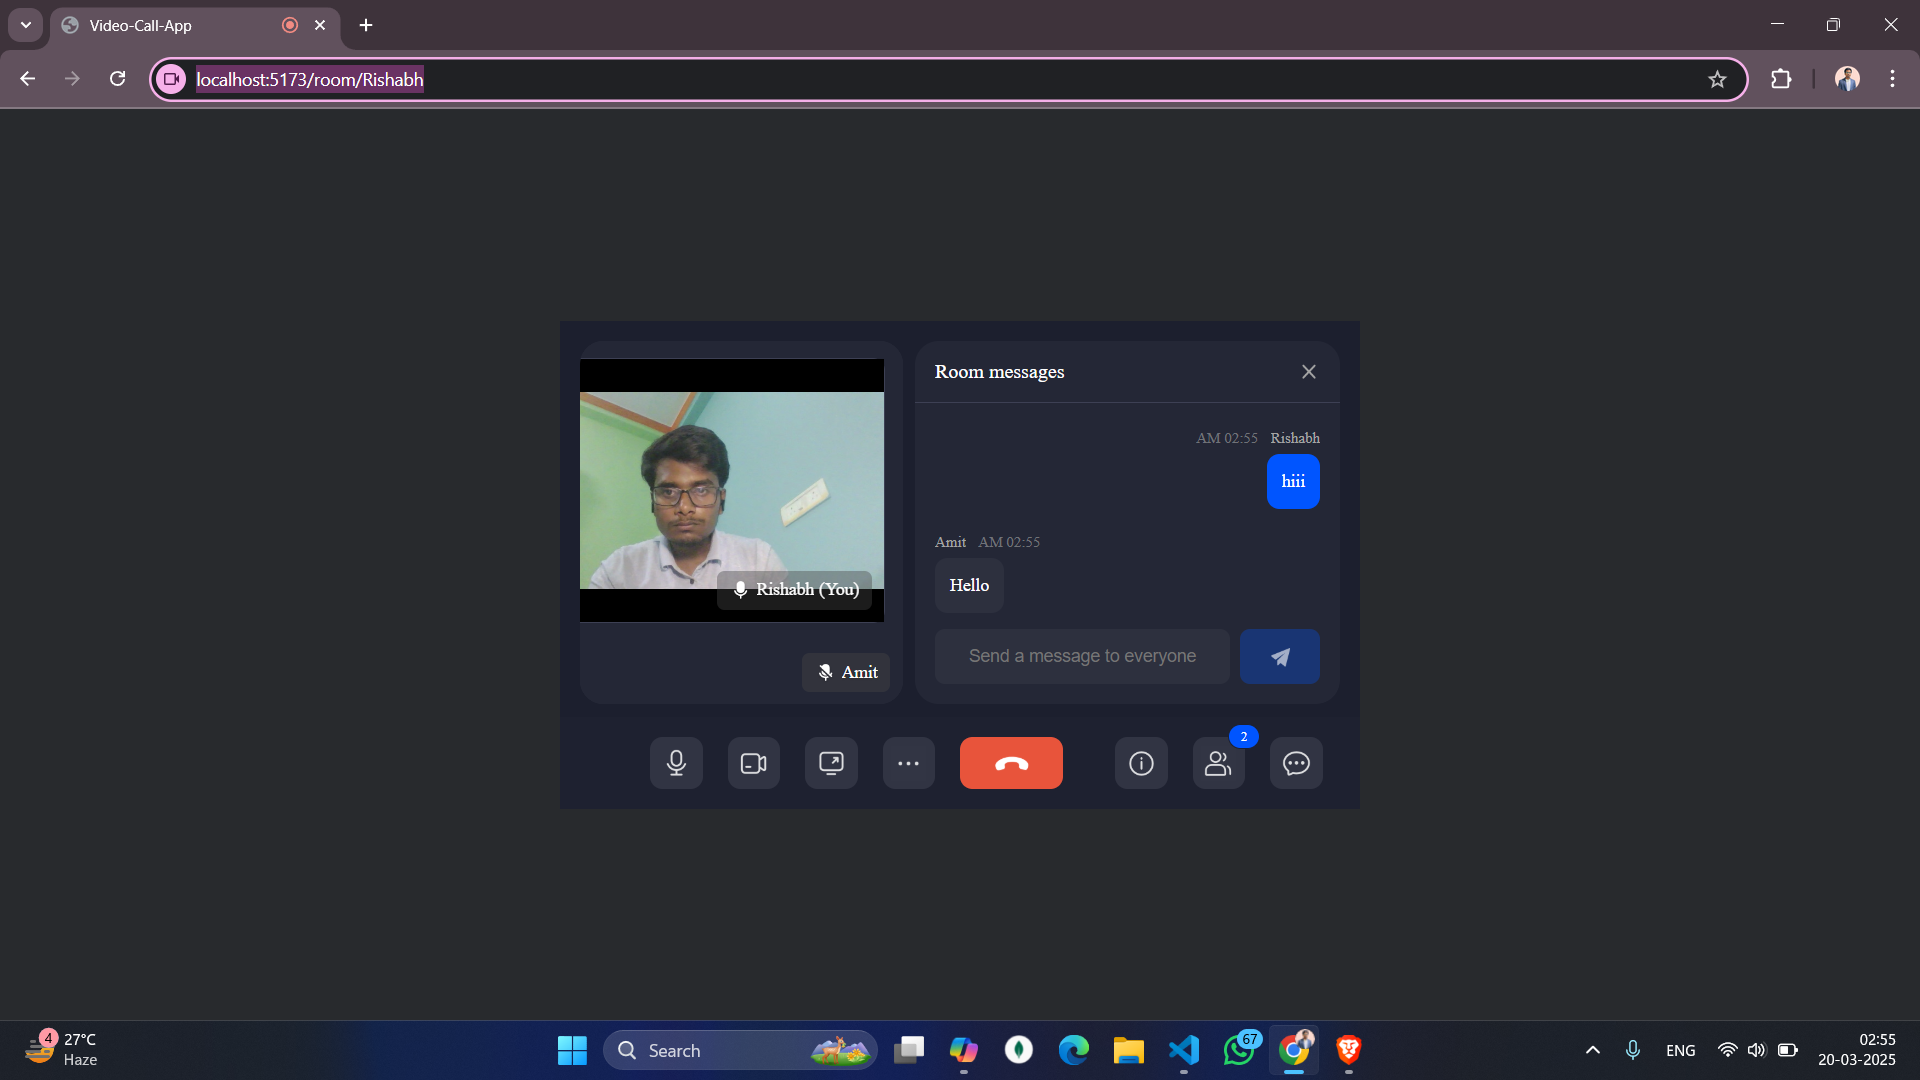 Video-Call-App
localhost:5173/room/Rishabh
Room messages
AM 02:55 Rishabh
hiii
Amit AM 02:55
Hello
Rishabh (You)
Send a message to everyone
Amit
2
4
27°C
Haze
Search
67
ENG
02:55
20-03-2025